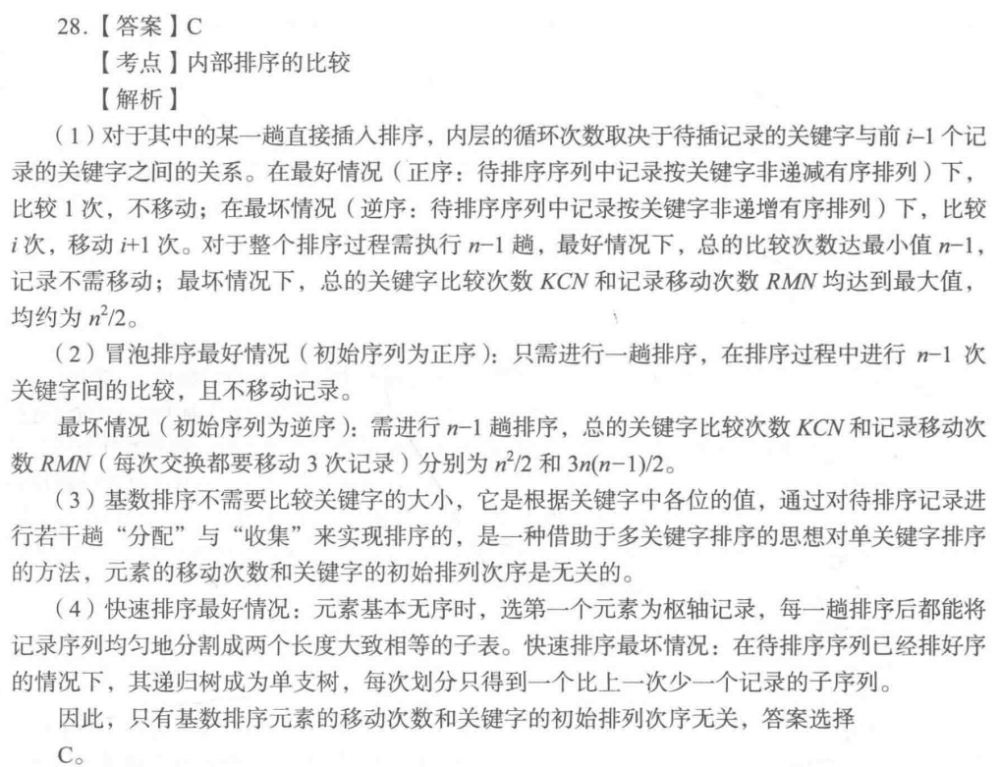 28.【答案】C
【考点】内部排序的比较
【解析】
（1）对于其中的某一趟直接插入排序，内层的循环次数取决于待插记录的关键字与前 i–1 个记
录的关键字之间的关系。在最好情况（正序：待排序序列中记录按关键字非递减有序排列）下，
比较 1 次，不移动；在最坏情况（逆序：待排序序列中记录按关键字非递增有序排列）下，比较
i 次，移动 i+1 次。对于整个排序过程需执行 n–1 趟，最好情况下，总的比较次数达最小值 n–1，
记录不需移动；最坏情况下，总的关键字比较次数 KCN 和记录移动次数 RMN 均达到最大值，
均约为 n²/2。
（2）冒泡排序最好情况（初始序列为正序）：只需进行一趟排序，在排序过程中进行 n–1 次
关键字间的比较，且不移动记录。
最坏情况（初始序列为逆序）：需进行 n–1 趟排序，总的关键字比较次数 KCN 和记录移动次
数 RMN（每次交换都要移动 3 次记录）分别为 n²/2 和 3n(n–1)/2。
（3）基数排序不需要比较关键字的大小，它是根据关键字中各位的值，通过对待排序记录进
行若干趟“分配”与“收集”来实现排序的，是一种借助于多关键字排序的思想对单关键字排序
的方法，元素的移动次数和关键字的初始排列次序是无关的。
（4）快速排序最好情况：元素基本无序时，选第一个元素为枢轴记录，每一趟排序后都能将
记录序列均匀地分割成两个长度大致相等的子表。快速排序最坏情况：在待排序序列已经排好序
的情况下，其递归树成为单支树，每次划分只得到一个比上一次少一个记录的子序列。
因此，只有基数排序元素的移动次数和关键字的初始排列次序无关，答案选择
C。